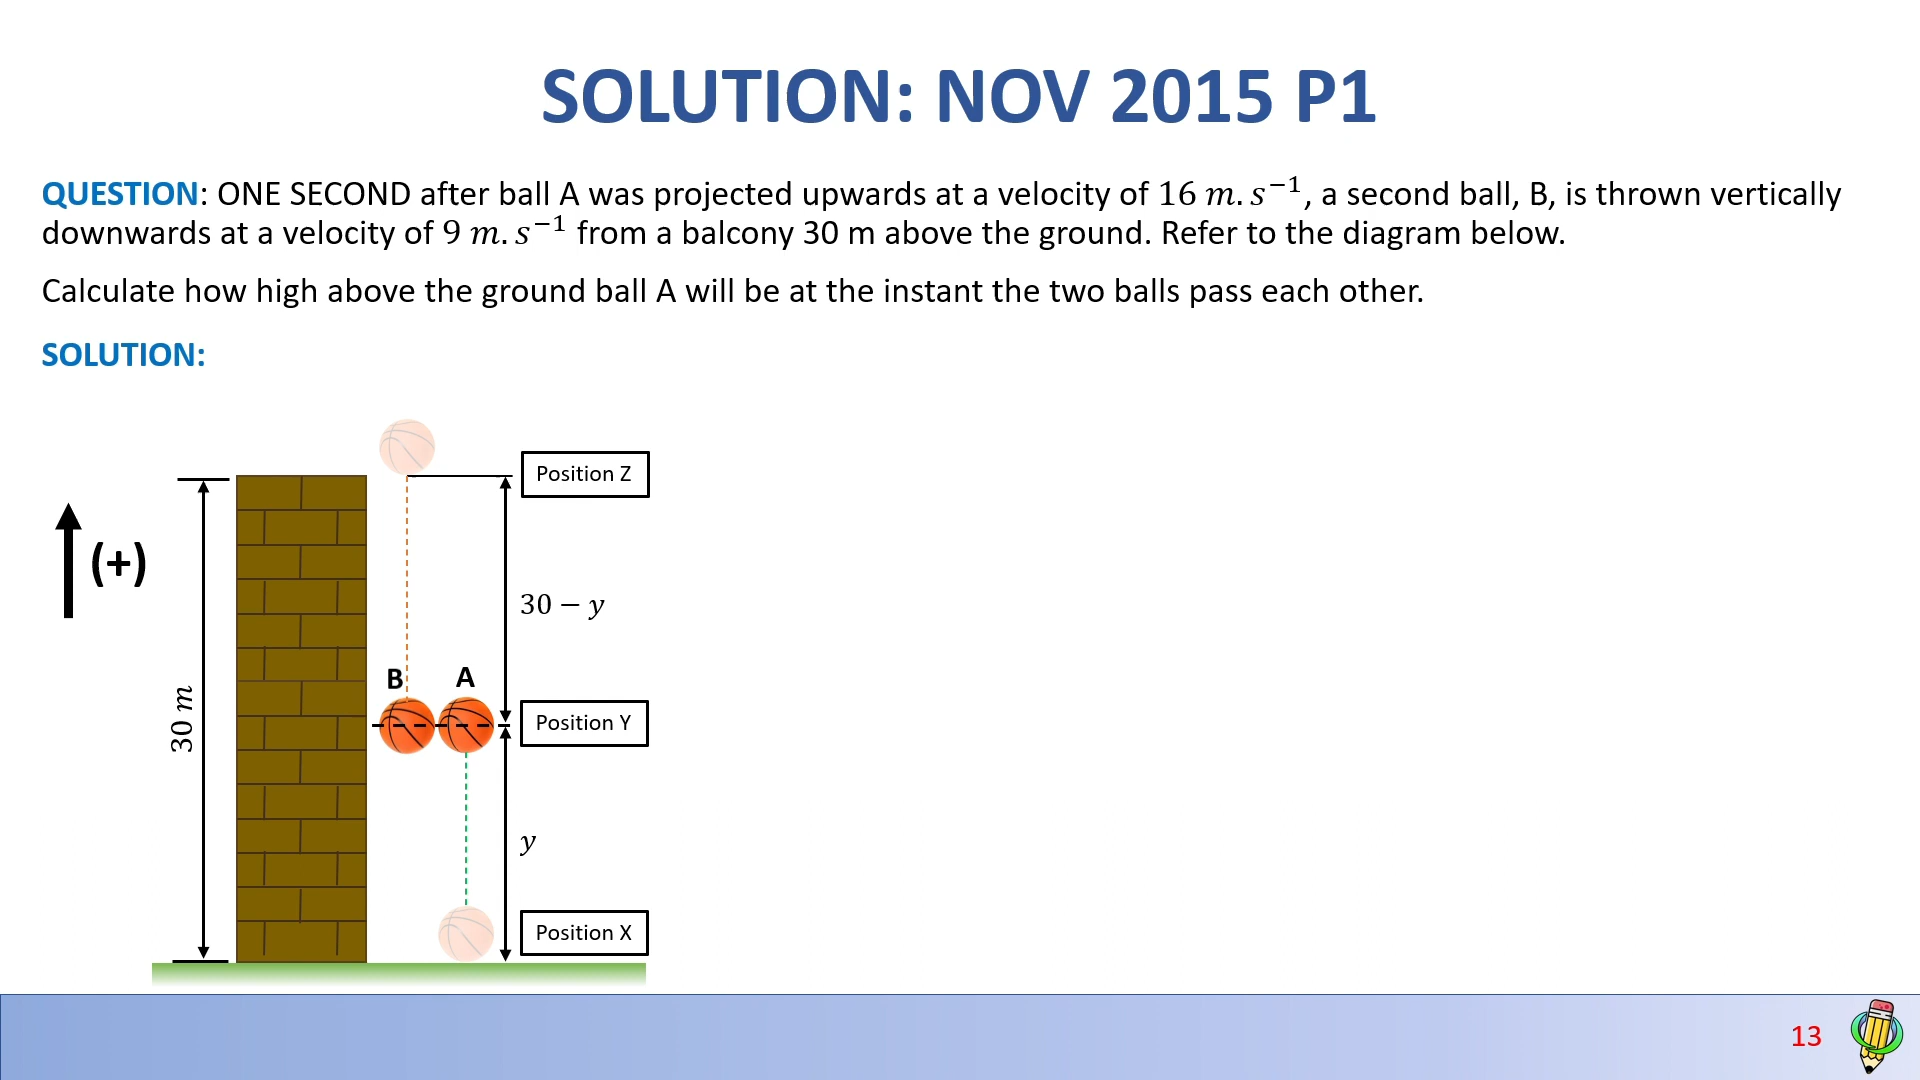 SOLUTION: NOV 2015 P1
QUESTION: ONE SECOND after ball A was projected upwards at a velocity of 16 m.s⁻¹, a second ball, B, is thrown vertically
downwards at a velocity of 9 m.s⁻¹ from a balcony 30 m above the ground. Refer to the diagram below.
Calculate how high above the ground ball A will be at the instant the two balls pass each other.
SOLUTION:
Position Z
(+)
30 − y
30 m
B
A
Position Y
y
Position X
13